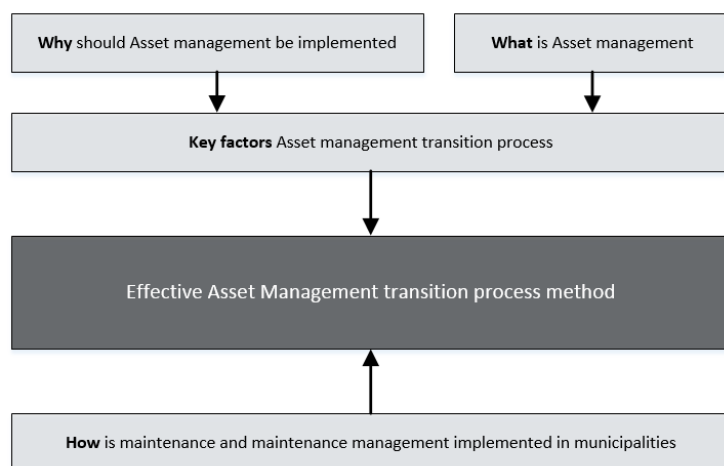 Why should Asset management be implemented
What is Asset management
Key factors Asset management transition process
Effective Asset Management transition process method
How is maintenance and maintenance management implemented in municipalities